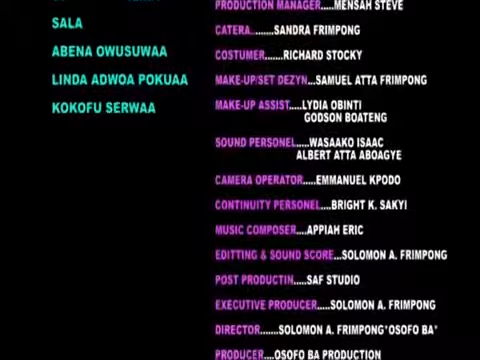 SALA
ABENA OWUSUWAA
LINDA ADWOA POKUAA
KOKOFU SERWAA
PRODUCTION MANAGER.....MENSAH STEVE
CATERA.......SANDRA FRIMPONG
COSTUMER.....RICHARD STOCKY
MAKE-UP/SET DEZYN...SAMUEL ATTA FRIMPONG
MAKE-UP ASSIST....LYDIA OBINTI
GODSON BOATENG
SOUND PERSONEL....WASAAKO ISAAC
ALBERT ATTA ABOAGYE
CAMERA OPERATOR....EMMANUEL KPODO
CONTINUITY PERSONEL....BRIGHT K. SAKYI
MUSIC COMPOSER....APPIAH ERIC
EDITTING & SOUND SCORE...SOLOMON A. FRIMPONG
POST PRODUCTIN.....SAF STUDIO
EXECUTIVE PRODUCER.....SOLOMON A. FRIMPONG
DIRECTOR.......SOLOMON A. FRIMPONG"OSOFO BA"
PRODUCER....OSOFO BA PRODUCTION